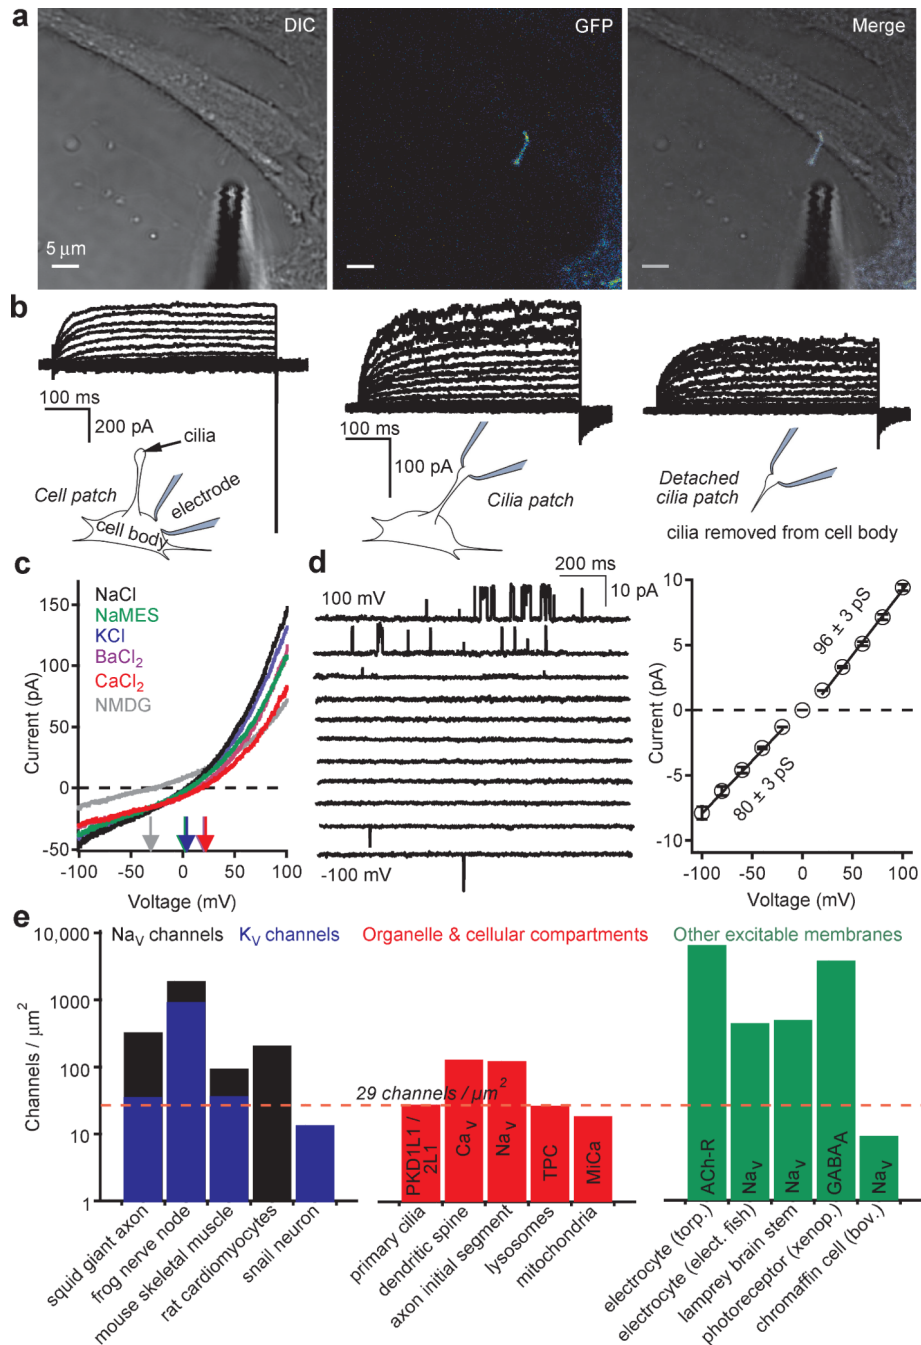 a
DIC
GFP
Merge
5 μm
b
100 ms
200 pA
cilia
Cell patch
electrode
cell body
100 ms
100 pA
Cilia patch
Detached
cilia patch
cilia removed from cell body
c
NaCl
NaMES
KCl
BaCl2
CaCl2
NMDG
150
100
50
0
-50
Current (pA)
-100
-50
0
50
100
Voltage (mV)
d
200 ms
10 pA
100 mV
-100 mV
10
5
0
-5
-10
Current (pA)
96 ± 3 pS
80 ± 3 pS
-100
-50
0
50
100
Voltage (mV)
e
10,000
1000
100
10
1
Channels / μm2
NaV channels
KV channels
Organelle & cellular compartments
Other excitable membranes
29 channels / μm2
PKD1L1 /
2L1
CaV
NaV
TPC
MiCa
ACh-R
NaV
NaV
GABAA
NaV
squid giant axon
frog nerve node
mouse skeletal muscle
rat cardiomyocytes
snail neuron
primary cilia
dendritic spine
axon initial segment
lysosomes
mitochondria
electrocyte (torp.)
electrocyte (elect. fish)
lamprey brain stem
photoreceptor (xenop.)
chromaffin cell (bov.)